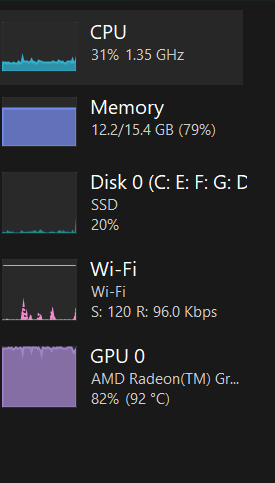 CPU
31% 1.35 GHz
Memory
12.2/15.4 GB (79%)
Disk 0 (C: E: F: G: D
SSD
20%
Wi-Fi
Wi-Fi
S: 120 R: 96.0 Kbps
GPU 0
AMD Radeon(TM) Gr...
82% (92 °C)